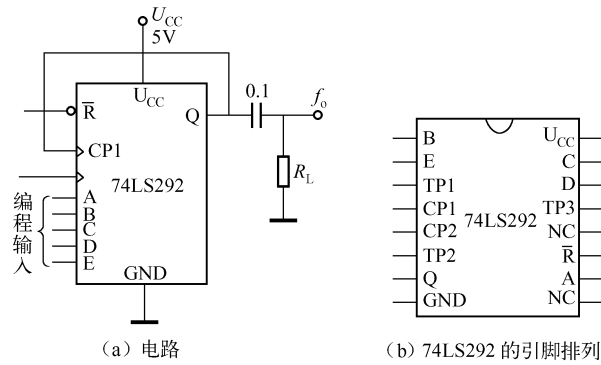 U_CC
5V
U_CC
R̅
Q
0.1
f_o
CP1
R_L
74LS292
编程输入
A
B
C
D
E
GND
(a) 电路
B
E
TP1
CP1
CP2
TP2
Q
GND
74LS292
U_CC
C
D
TP3
NC
R̅
A
NC
(b) 74LS292 的引脚排列